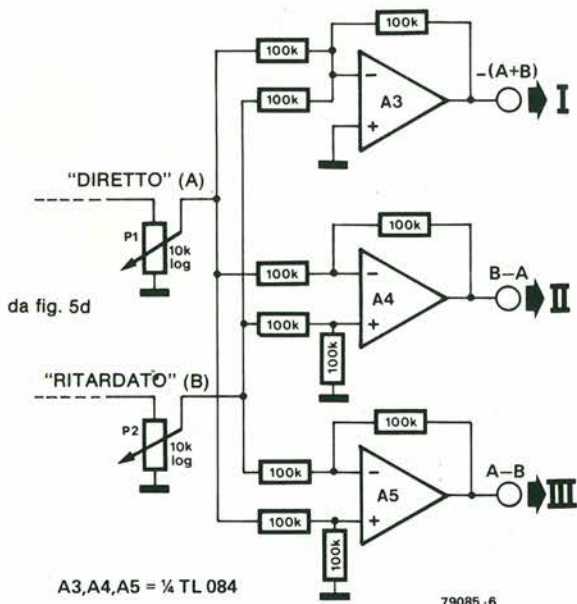 100k
100k
100k
-
A3
+
-(A+B)
I
"DIRETTO" (A)
P1
10k
log
da fig. 5d
100k
100k
100k
100k
-
A4
+
B-A
II
"RITARDATO" (B)
P2
10k
log
100k
100k
100k
100k
-
A5
+
A-B
III
A3,A4,A5 = ¼ TL 084
79085-6